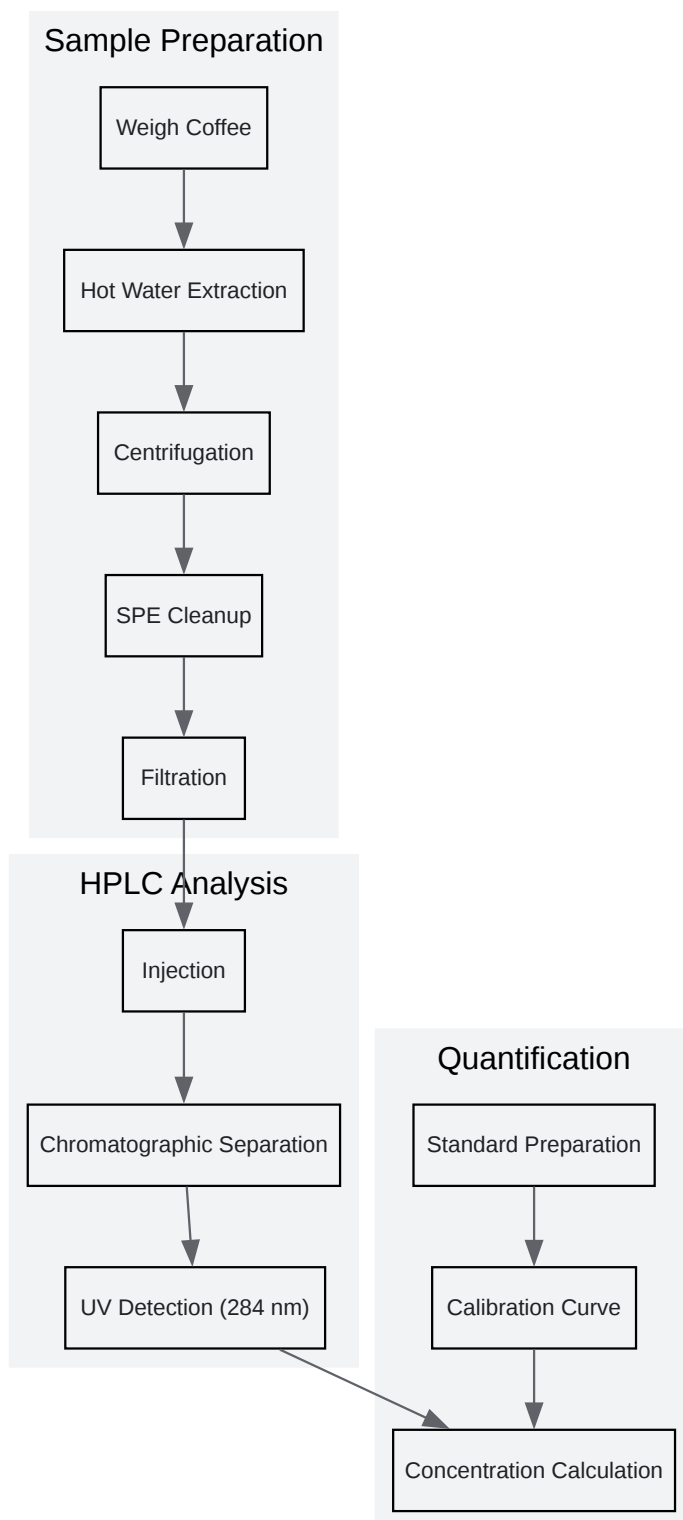 Sample Preparation
Weigh Coffee
Hot Water Extraction
Centrifugation
SPE Cleanup
Filtration
HPLC Analysis
Injection
Chromatographic Separation
UV Detection (284 nm)
Quantification
Standard Preparation
Calibration Curve
Concentration Calculation